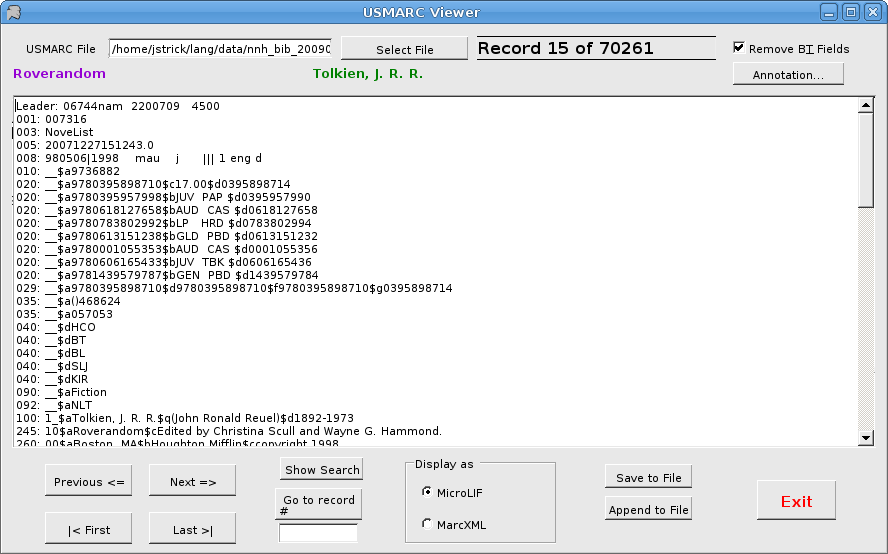 USMARC Viewer
USMARC File /home/jstrick/lang/data/nnh_bib_20090 Select File Record 15 of 70261 Remove BT Fields
Roverandom Tolkien, J. R. R. Annotation...
Leader: 06744nam  2200709   4500
001: 007316
003: NoveList
005: 20071227151243.0
008: 980506|1998    mau    j      ||| 1 eng d
010: __$a9736882
020: __$a9780395898710$c17.00$d0395898714
020: __$a9780395957998$bJUV  PAP $d0395957990
020: __$a9780618127658$bAUD  CAS $d0618127658
020: __$a9780783802992$bLP   HRD $d0783802994
020: __$a9780613151238$bGLD  PBD $d0613151232
020: __$a9780001055353$bAUD  CAS $d0001055356
020: __$a9780606165433$bJUV  TBK $d0606165436
020: __$a9781439579787$bGEN  PBD $d1439579784
029: __$a9780395898710$d9780395898710$f9780395898710$g0395898714
035: __$a()468624
035: __$a057053
040: __$dHCO
040: __$dBT
040: __$dBL
040: __$dSLJ
040: __$dKIR
090: __$aFiction
092: __$aNLT
100: 1_$aTolkien, J. R. R.$q(John Ronald Reuel)$d1892-1973
245: 10$aRoverandom$cEdited by Christina Scull and Wayne G. Hammond.
260: 00$aBoston, MA$bHoughton Mifflin$ccopyright 1998
Previous <= Next => Show Search Display as Save to File
Go to record # MicroLIF Append to File Exit
|< First Last >| MarcXML